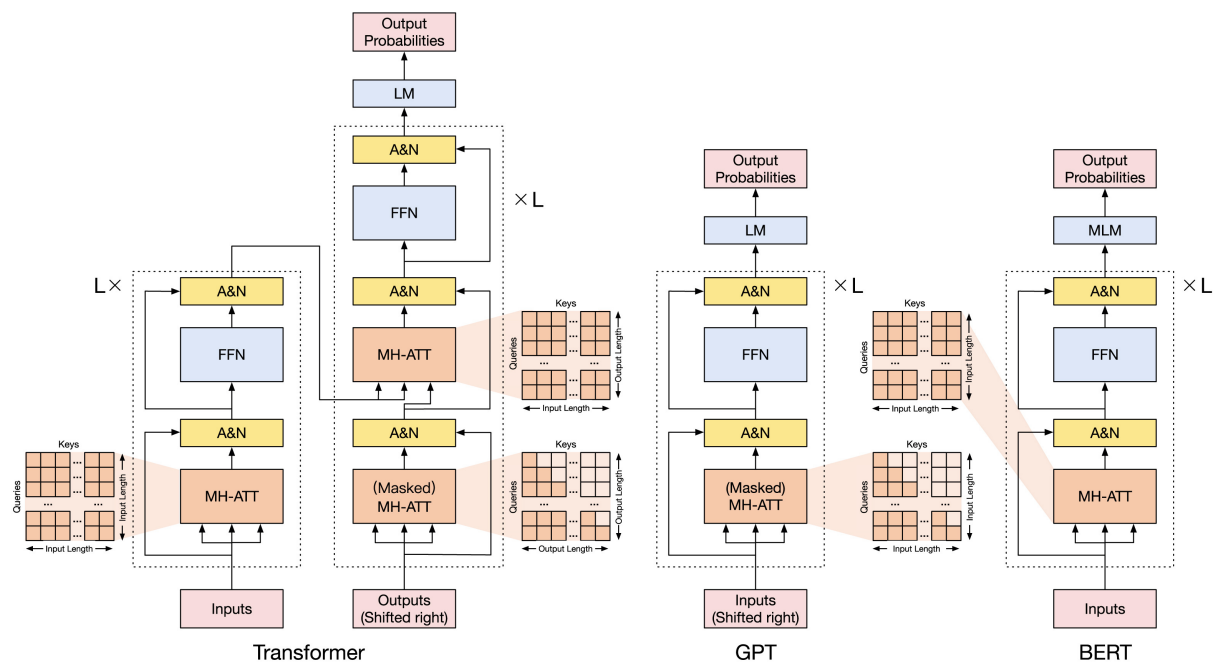 Output
Probabilities
LM
A&N
FFN
× L
A&N
MH-ATT
Keys
Queries
...
...
...
...
...
Output Length
Input Length
A&N
(Masked)
MH-ATT
Keys
Queries
...
...
...
...
...
Output Length
Output Length
Outputs
(Shifted right)
L ×
A&N
FFN
A&N
MH-ATT
Keys
Queries
...
...
...
...
...
Input Length
Input Length
Inputs
Transformer
Output
Probabilities
LM
× L
A&N
FFN
A&N
(Masked)
MH-ATT
Keys
Queries
...
...
...
...
...
Input Length
Input Length
Inputs
(Shifted right)
GPT
Output
Probabilities
MLM
× L
A&N
FFN
A&N
MH-ATT
Keys
Queries
...
...
...
...
...
Input Length
Input Length
Inputs
BERT